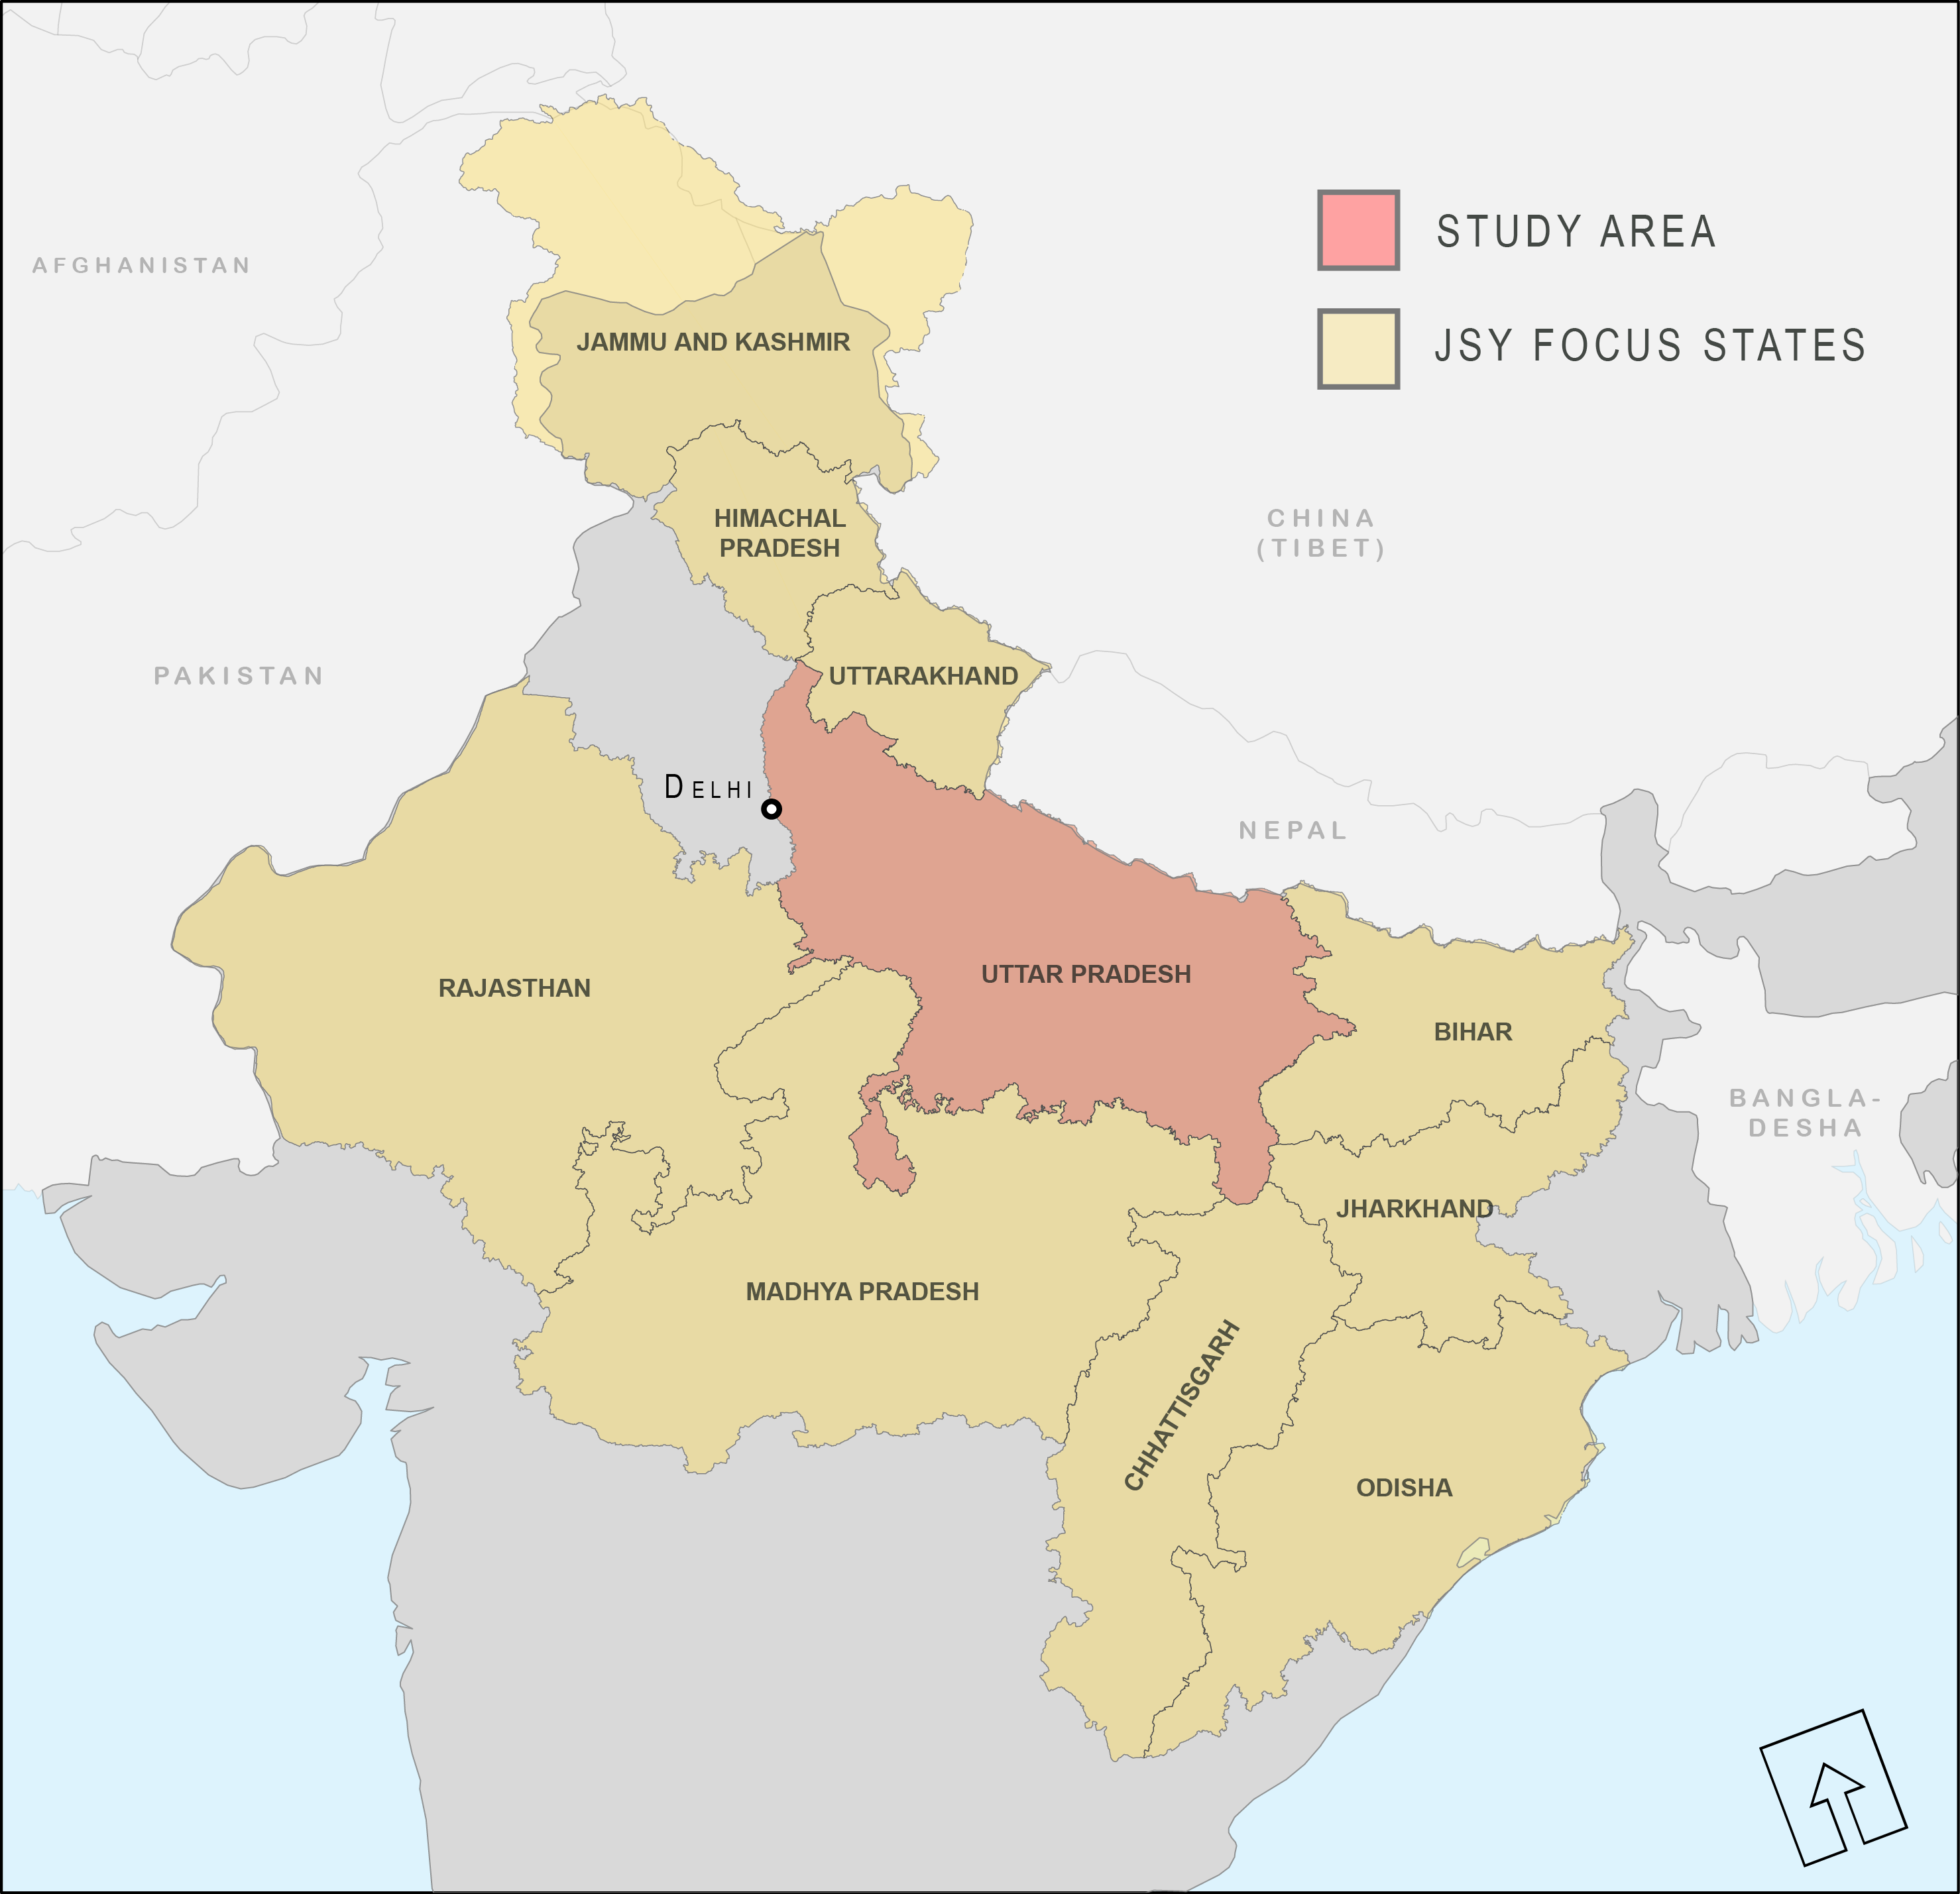 STUDY AREA
AFGHANISTAN
JAMMU AND KASHMIR
JSY FOCUS STATES
HIMACHAL
PRADESH
CHINA
(TIBET)
PAKISTAN
UTTARAKHAND
DELHI
NEPAL
RAJASTHAN
UTTAR PRADESH
BIHAR
BANGLA-
DESHA
JHARKHAND
MADHYA PRADESH
CHHATTISGARH
ODISHA